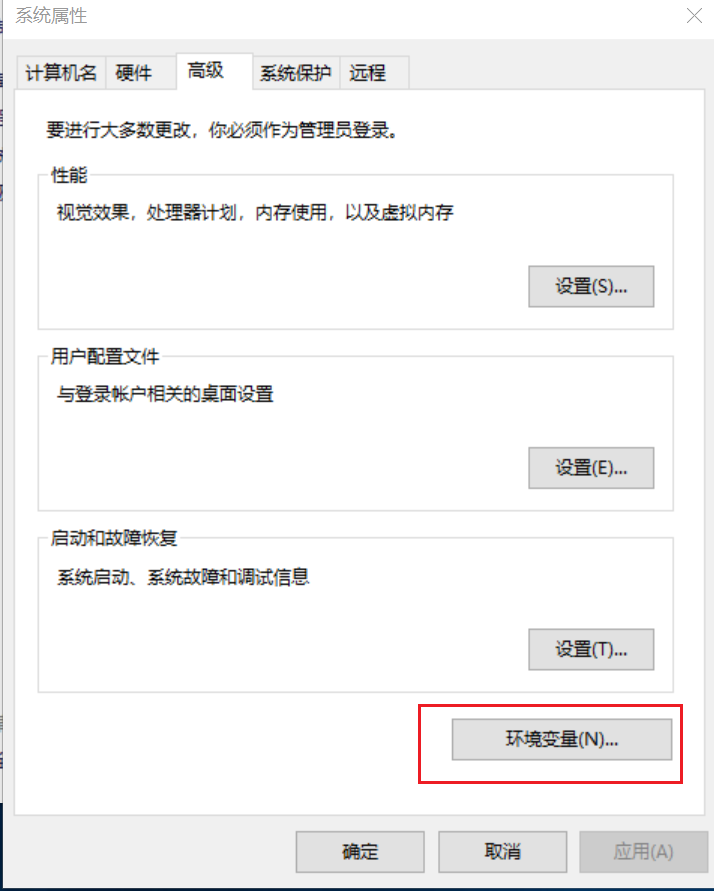 系统属性
计算机名 硬件 高级 系统保护 远程
要进行大多数更改，你必须作为管理员登录。
性能
视觉效果，处理器计划，内存使用，以及虚拟内存
设置(S)...
用户配置文件
与登录帐户相关的桌面设置
设置(E)...
启动和故障恢复
系统启动、系统故障和调试信息
设置(T)...
环境变量(N)...
确定 取消 应用(A)